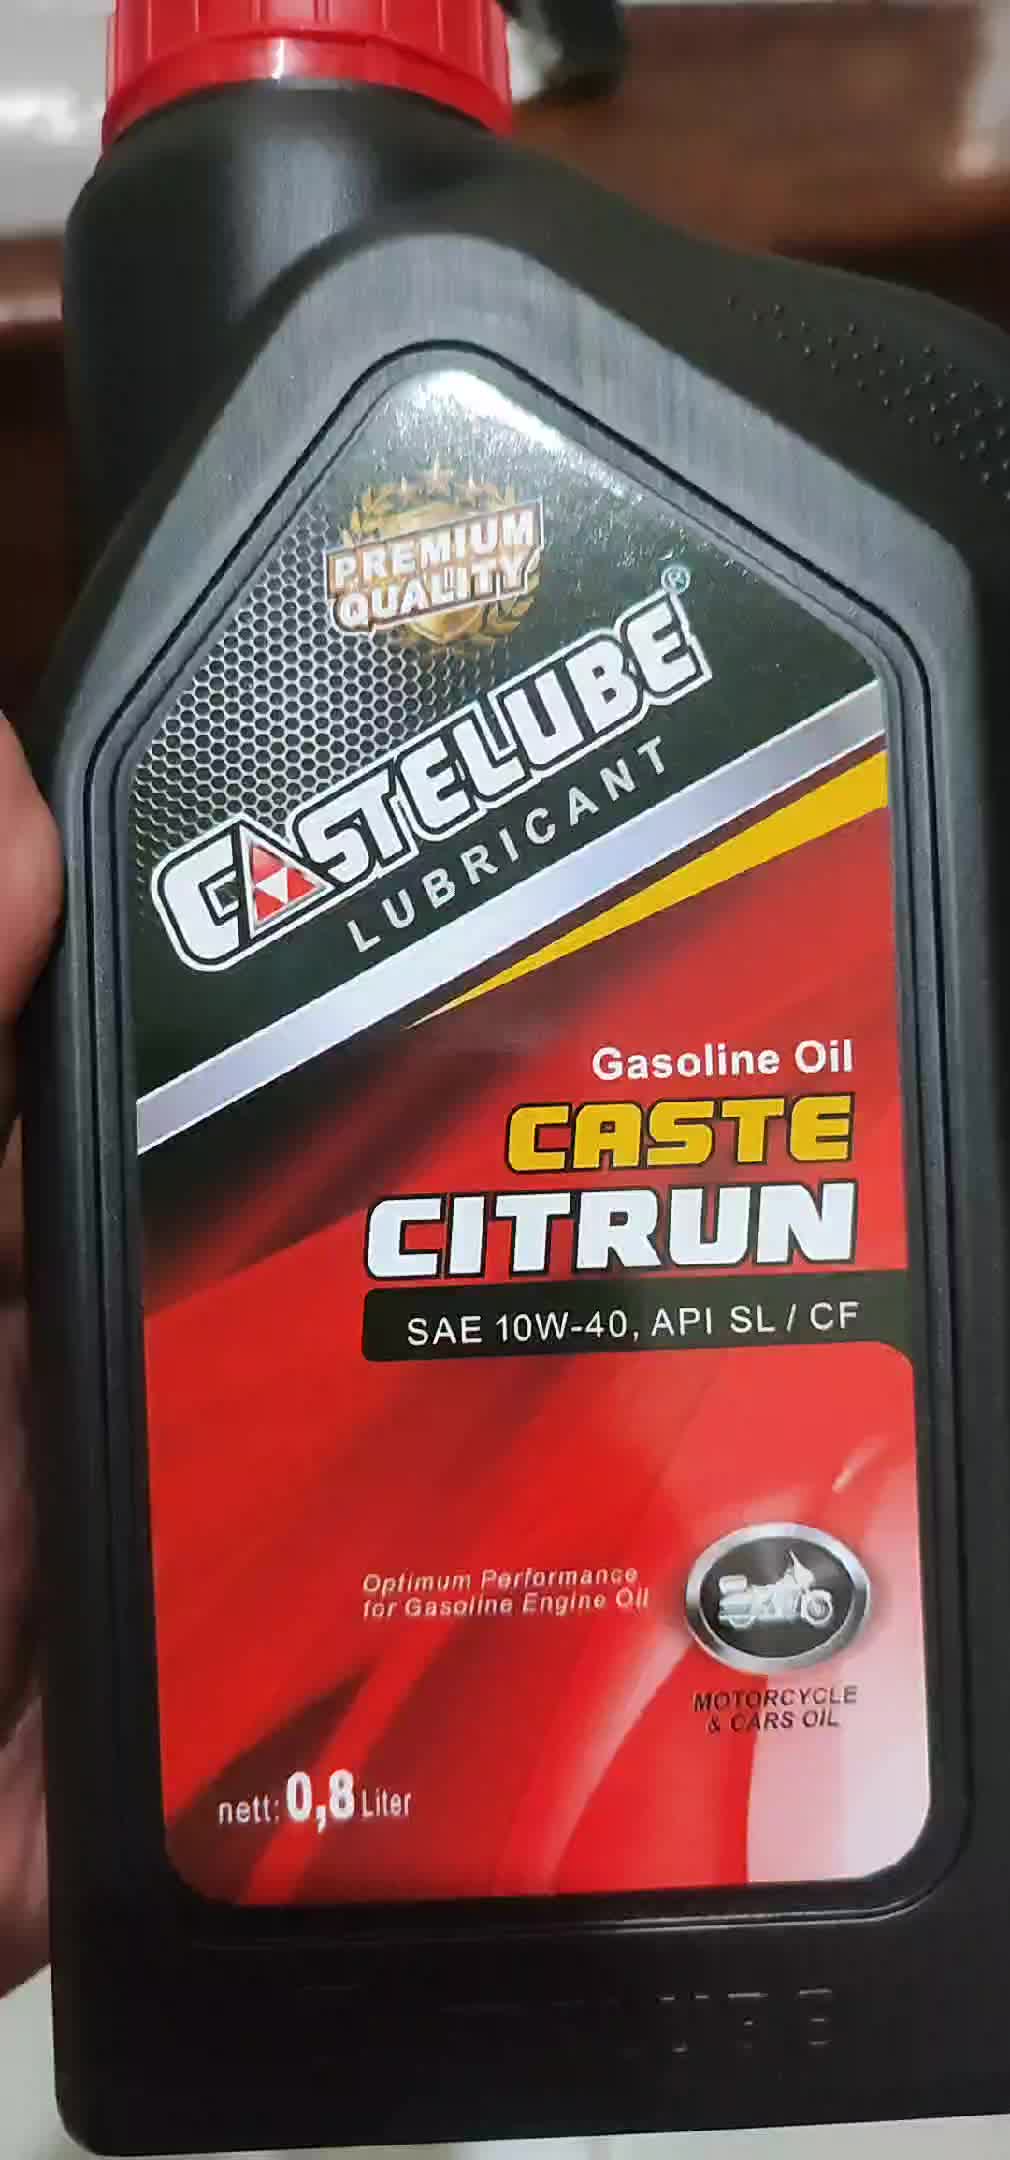 PREMIUM
QUALITY
CASTELUBE®
LUBRICANT
Gasoline Oil
CASTE
CITRUN
SAE 10W-40, API SL / CF
Optimum Performance
for Gasoline Engine Oil
MOTORCYCLE
& CARS OIL
nett: 0,8 Liter